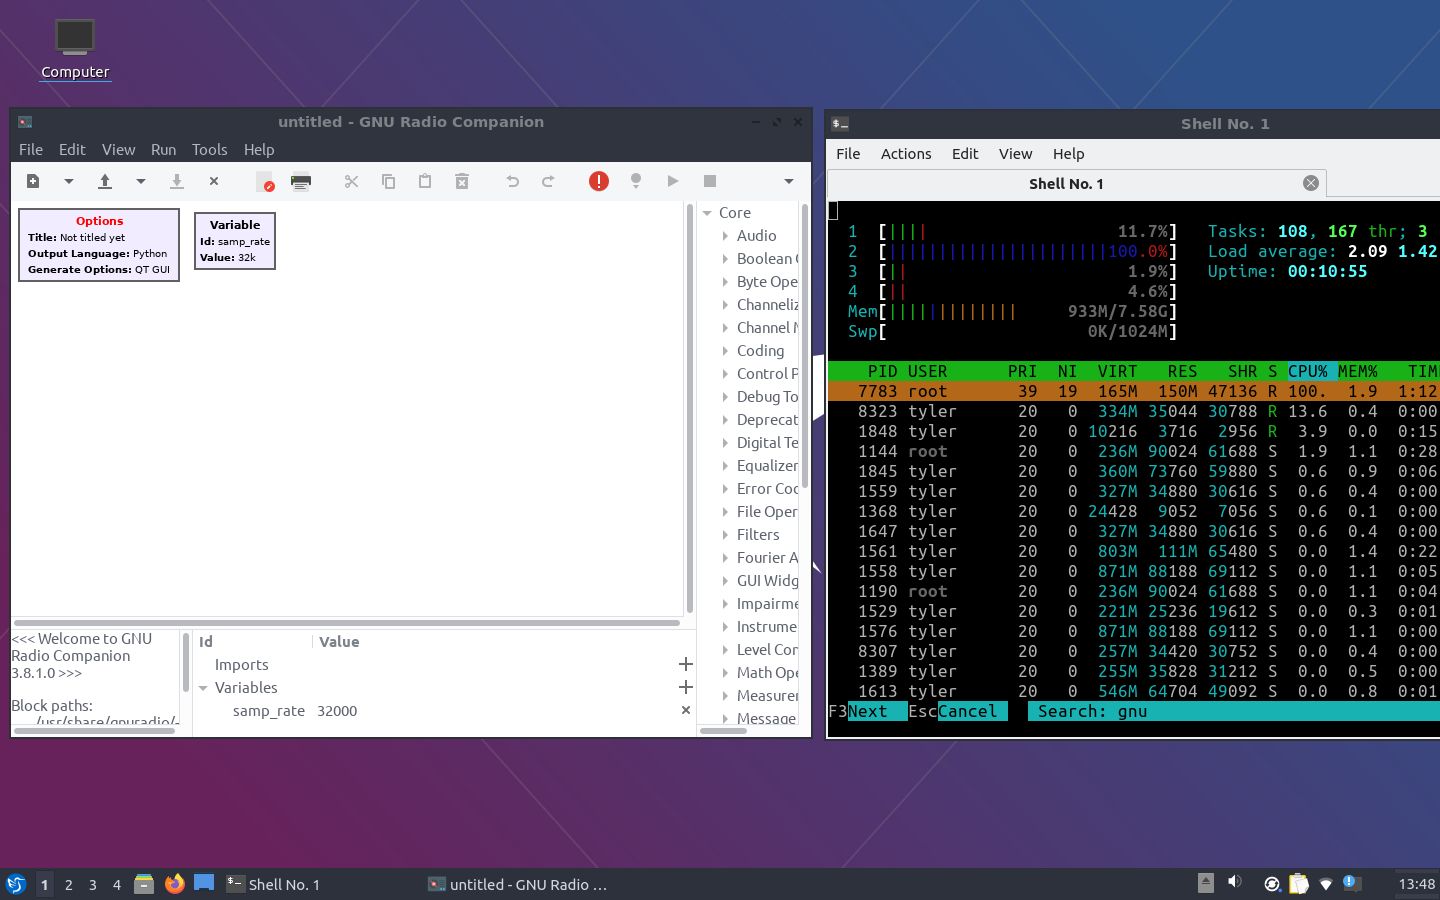 Computer
untitled - GNU Radio Companion
File Edit View Run Tools Help
Options
Title: Not titled yet
Output Language: Python
Generate Options: QT GUI
Variable
Id: samp_rate
Value: 32k
Core
Audio
Boolean
Byte Ope
Channeliz
Channel
Coding
Control P
Debug To
Deprecat
Digital Te
Equalizer
Error Coc
File Oper
Filters
Fourier A
GUI Widg
Impairme
Instrume
Level Cor
Math Ope
Measurer
Message
<<< Welcome to GNU
Radio Companion
3.8.1.0 >>>
Block paths:
/usr/share/gnuradio/
Id Value
Imports
Variables
samp_rate 32000
Shell No. 1
File Actions Edit View Help
Shell No. 1
1 [|||| 11.7%] Tasks: 108, 167 thr; 3
2 [||||||||||||||||||||||100.0%] Load average: 2.09 1.42
3 [|| 1.9%] Uptime: 00:10:55
4 [|| 4.6%]
Mem[||||||||||||| 933M/7.58G]
Swp[ 0K/1024M]
PID USER PRI NI VIRT RES SHR S CPU% MEM% TIM
7783 root 39 19 165M 150M 47136 R 100. 1.9 1:12
8323 tyler 20 0 334M 35044 30788 R 13.6 0.4 0:00
1848 tyler 20 0 10216 3716 2956 R 3.9 0.0 0:15
1144 root 20 0 236M 90024 61688 S 1.9 1.1 0:28
1845 tyler 20 0 360M 73760 59880 S 0.6 0.9 0:06
1559 tyler 20 0 327M 34880 30616 S 0.6 0.4 0:00
1368 tyler 20 0 24428 9052 7056 S 0.6 0.1 0:00
1647 tyler 20 0 327M 34880 30616 S 0.6 0.4 0:00
1561 tyler 20 0 803M 111M 65480 S 0.0 1.4 0:22
1558 tyler 20 0 871M 88188 69112 S 0.0 1.1 0:05
1190 root 20 0 236M 90024 61688 S 0.0 1.1 0:04
1529 tyler 20 0 221M 25236 19612 S 0.0 0.3 0:01
1576 tyler 20 0 871M 88188 69112 S 0.0 1.1 0:00
8307 tyler 20 0 257M 34420 30752 S 0.0 0.4 0:00
1389 tyler 20 0 255M 35828 31212 S 0.0 0.5 0:00
1613 tyler 20 0 546M 64704 49092 S 0.0 0.8 0:01
F3Next EscCancel Search: gnu
1 2 3 4 Shell No. 1 untitled - GNU Radio ... 13:48